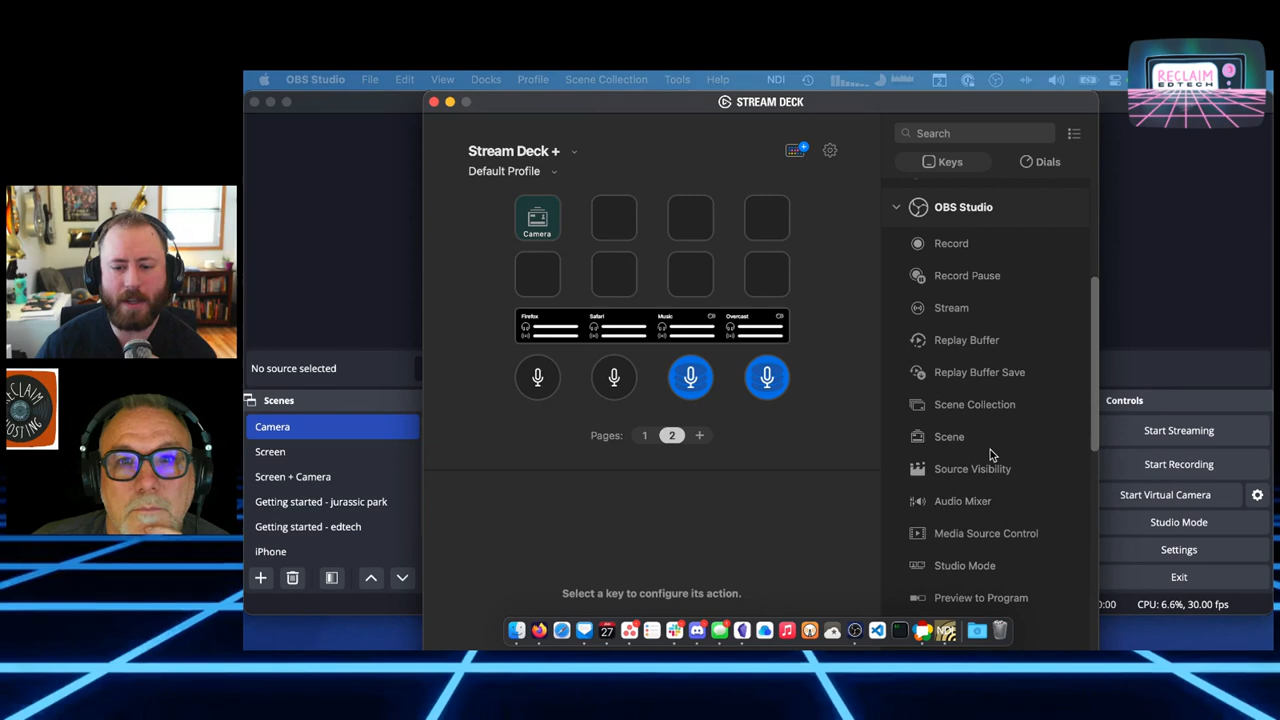 RECLAIM
EDTECH
OBS Studio File Edit View Docks Profile Scene Collection Tools Help NDI
STREAM DECK
Stream Deck +
Default Profile
Search
Keys Dials
Camera
Firefox Safari Music Overcast
Pages: 1 2 +
Select a key to configure its action.
OBS Studio
Record
Record Pause
Stream
Replay Buffer
Replay Buffer Save
Scene Collection
Scene
Source Visibility
Audio Mixer
Media Source Control
Studio Mode
Preview to Program
No source selected
Scenes
Camera
Screen
Screen + Camera
Getting started - jurassic park
Getting started - edtech
iPhone
Controls
Start Streaming
Start Recording
Start Virtual Camera
Studio Mode
Settings
Exit
0:00 CPU: 6.6%, 30.00 fps
27
RECLAIM
HOSTING